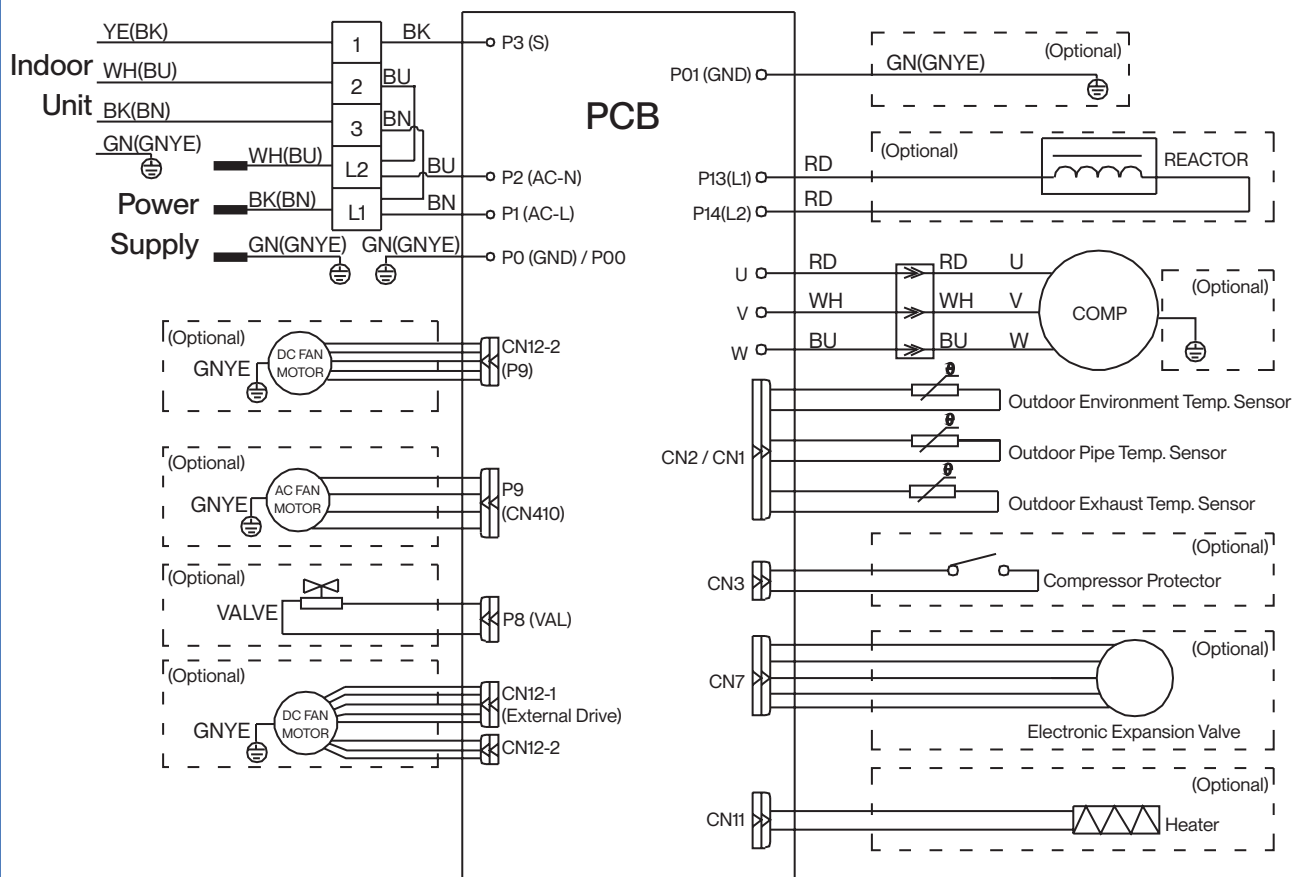 YE(BK)
1
BK
P3 (S)
Indoor
Unit
WH(BU)
2
BU
BK(BN)
3
BN
GN(GNYE)
WH(BU)
L2
BU
P2 (AC-N)
Power
Supply
BK(BN)
L1
BN
P1 (AC-L)
GN(GNYE)
GN(GNYE)
P0 (GND) / P00
PCB
(Optional)
GNYE
DC FAN
MOTOR
CN12-2
(P9)
(Optional)
GNYE
AC FAN
MOTOR
P9
(CN410)
(Optional)
VALVE
P8 (VAL)
(Optional)
GNYE
DC FAN
MOTOR
CN12-1
(External Drive)
CN12-2
P01 (GND)
GN(GNYE)
(Optional)
(Optional)
P13(L1)
RD
REACTOR
P14(L2)
RD
U
RD
RD
U
V
WH
WH
V
W
BU
BU
W
COMP
(Optional)
CN2 / CN1
θ
Outdoor Environment Temp. Sensor
θ
Outdoor Pipe Temp. Sensor
θ
Outdoor Exhaust Temp. Sensor
(Optional)
CN3
Compressor Protector
(Optional)
CN7
Electronic Expansion Valve
(Optional)
CN11
Heater